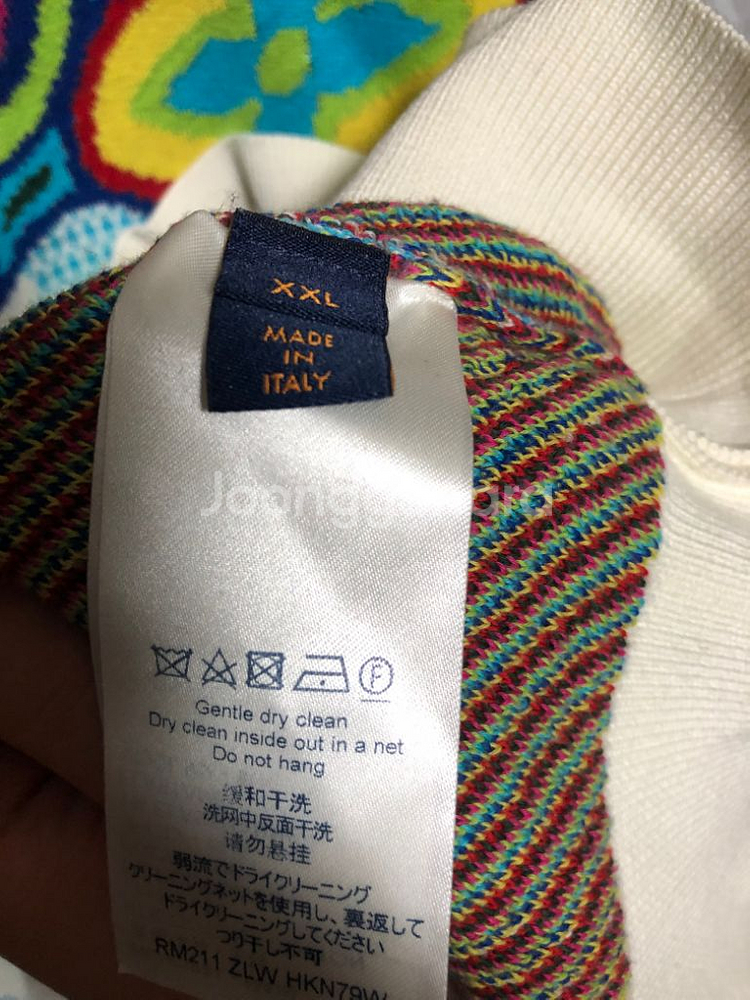 XXL
MADE
IN
ITALY
Joonggonara
F
Gentle dry clean
Dry clean inside out in a net
Do not hang
缓和干洗
洗网中反面干洗
请勿悬挂
弱流でドライクリーニング
クリーニングネットを使用し、裏返して
ドライクリーニングしてください
つり干し不可
RM211 ZLW HKN79W